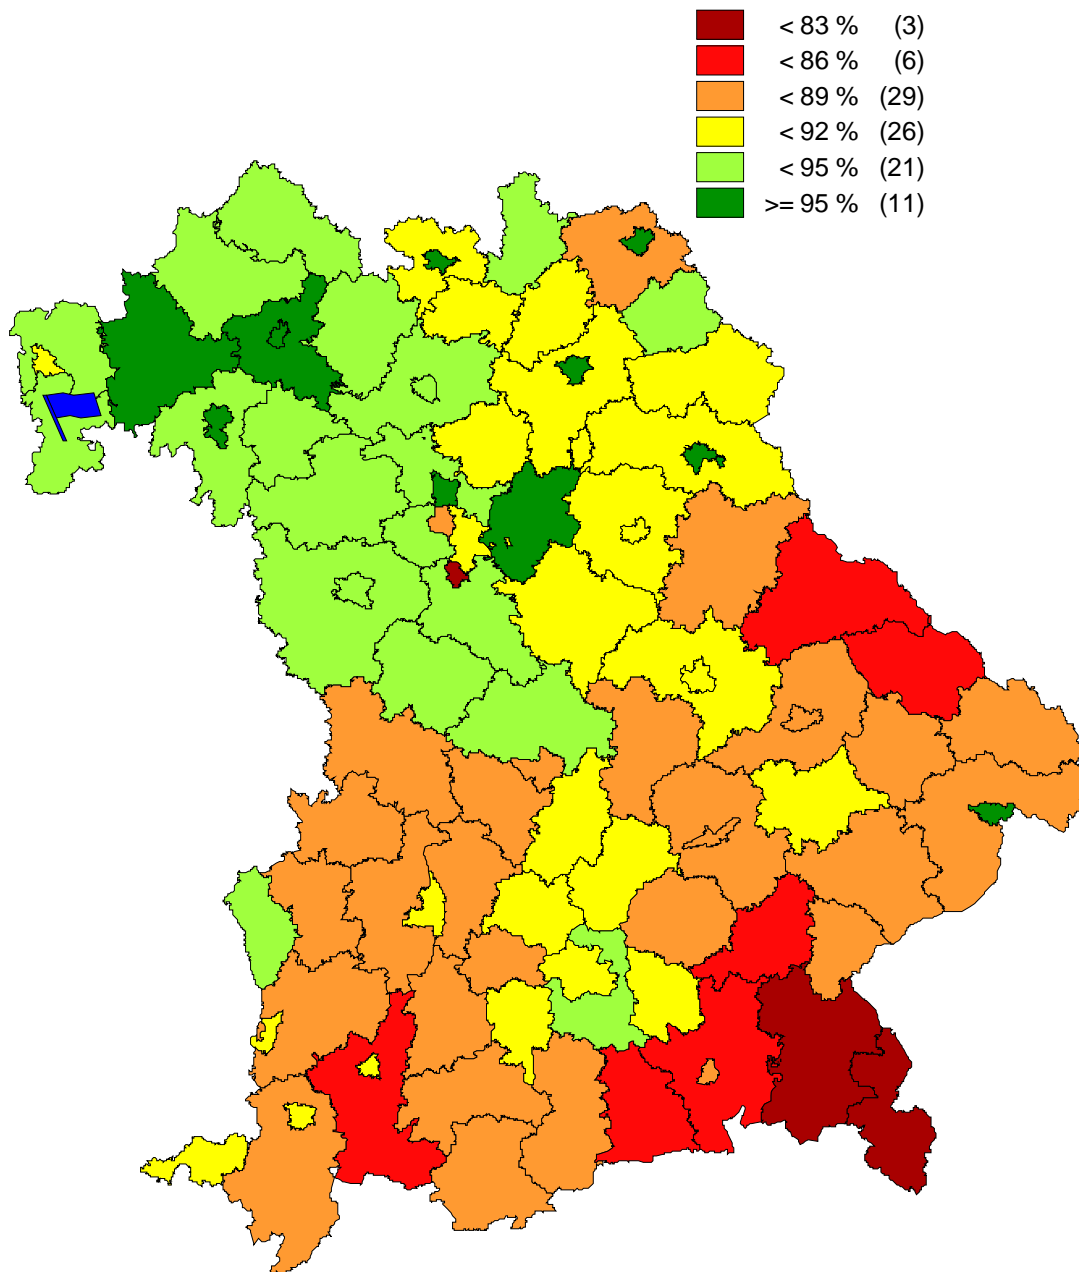 < 83 % (3)
< 86 % (6)
< 89 % (29)
< 92 % (26)
< 95 % (21)
>= 95 % (11)